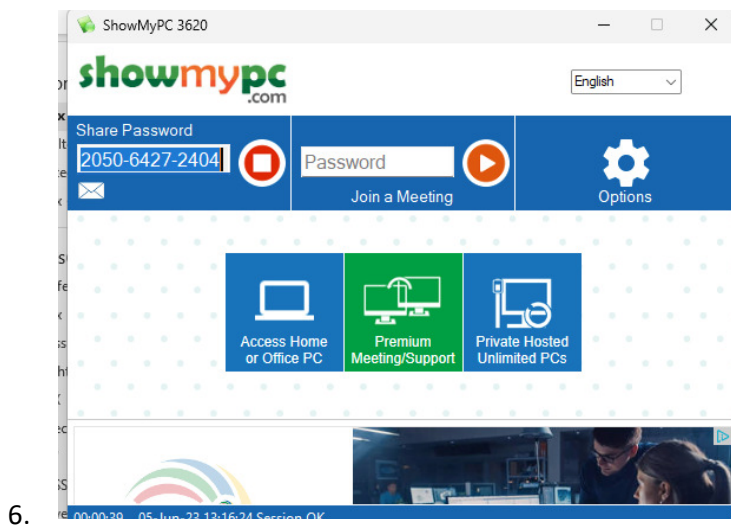 ShowMyPC 3620
showmypc
.com
English
Share Password
2050-6427-2404
Password
Join a Meeting
Options
Access Home
or Office PC
Premium
Meeting/Support
Private Hosted
Unlimited PCs
00:00:39 05-Jun-23 13:16:24 Session OK
6.